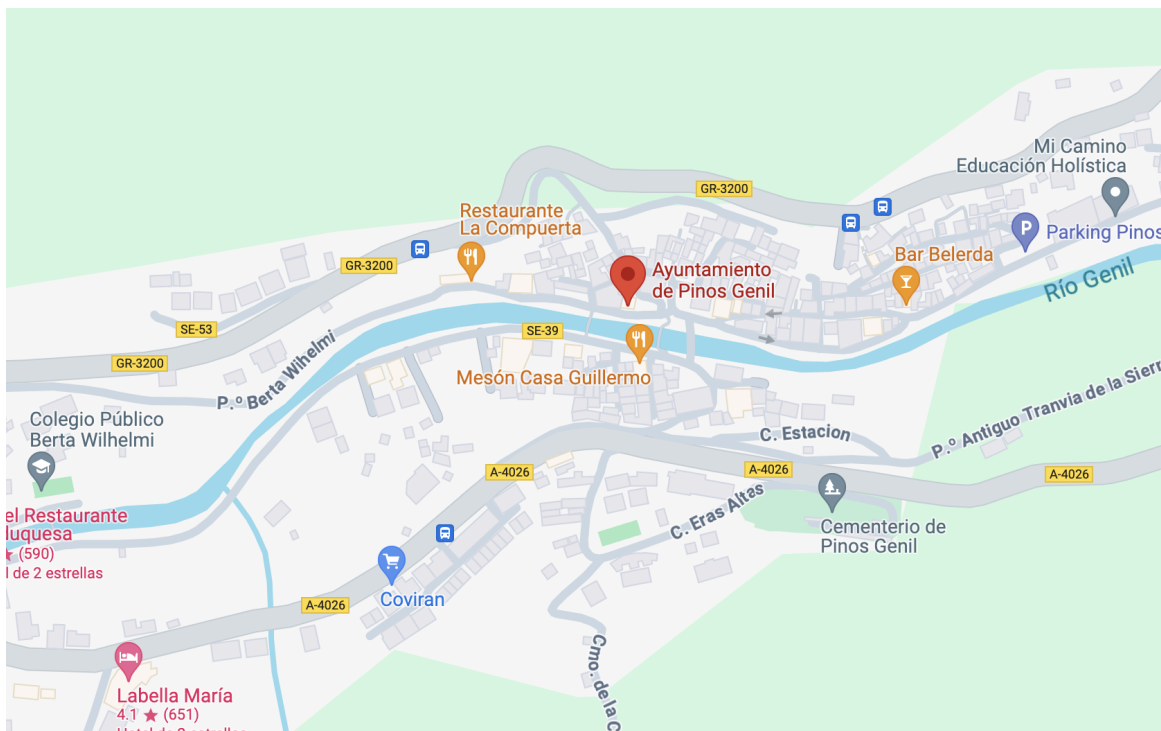 Mi Camino
Educación Holística
GR-3200
Restaurante
La Compuerta
Parking Pinos
Bar Belerda
GR-3200
Ayuntamiento
de Pinos Genil
Río Genil
SE-53
SE-39
GR-3200
P.º Berta Wihelmi
Mesón Casa Guillermo
P.º Antiguo Tranvia de la Sierr
Colegio Público
Berta Wilhelmi
C. Estacion
A-4026
A-4026
A-4026
C. Eras Altas
el Restaurante
luquesa
(590)
l de 2 estrellas
Cementerio de
Pinos Genil
Coviran
A-4026
Cmo. de la C
Labella María
4.1 ★ (651)